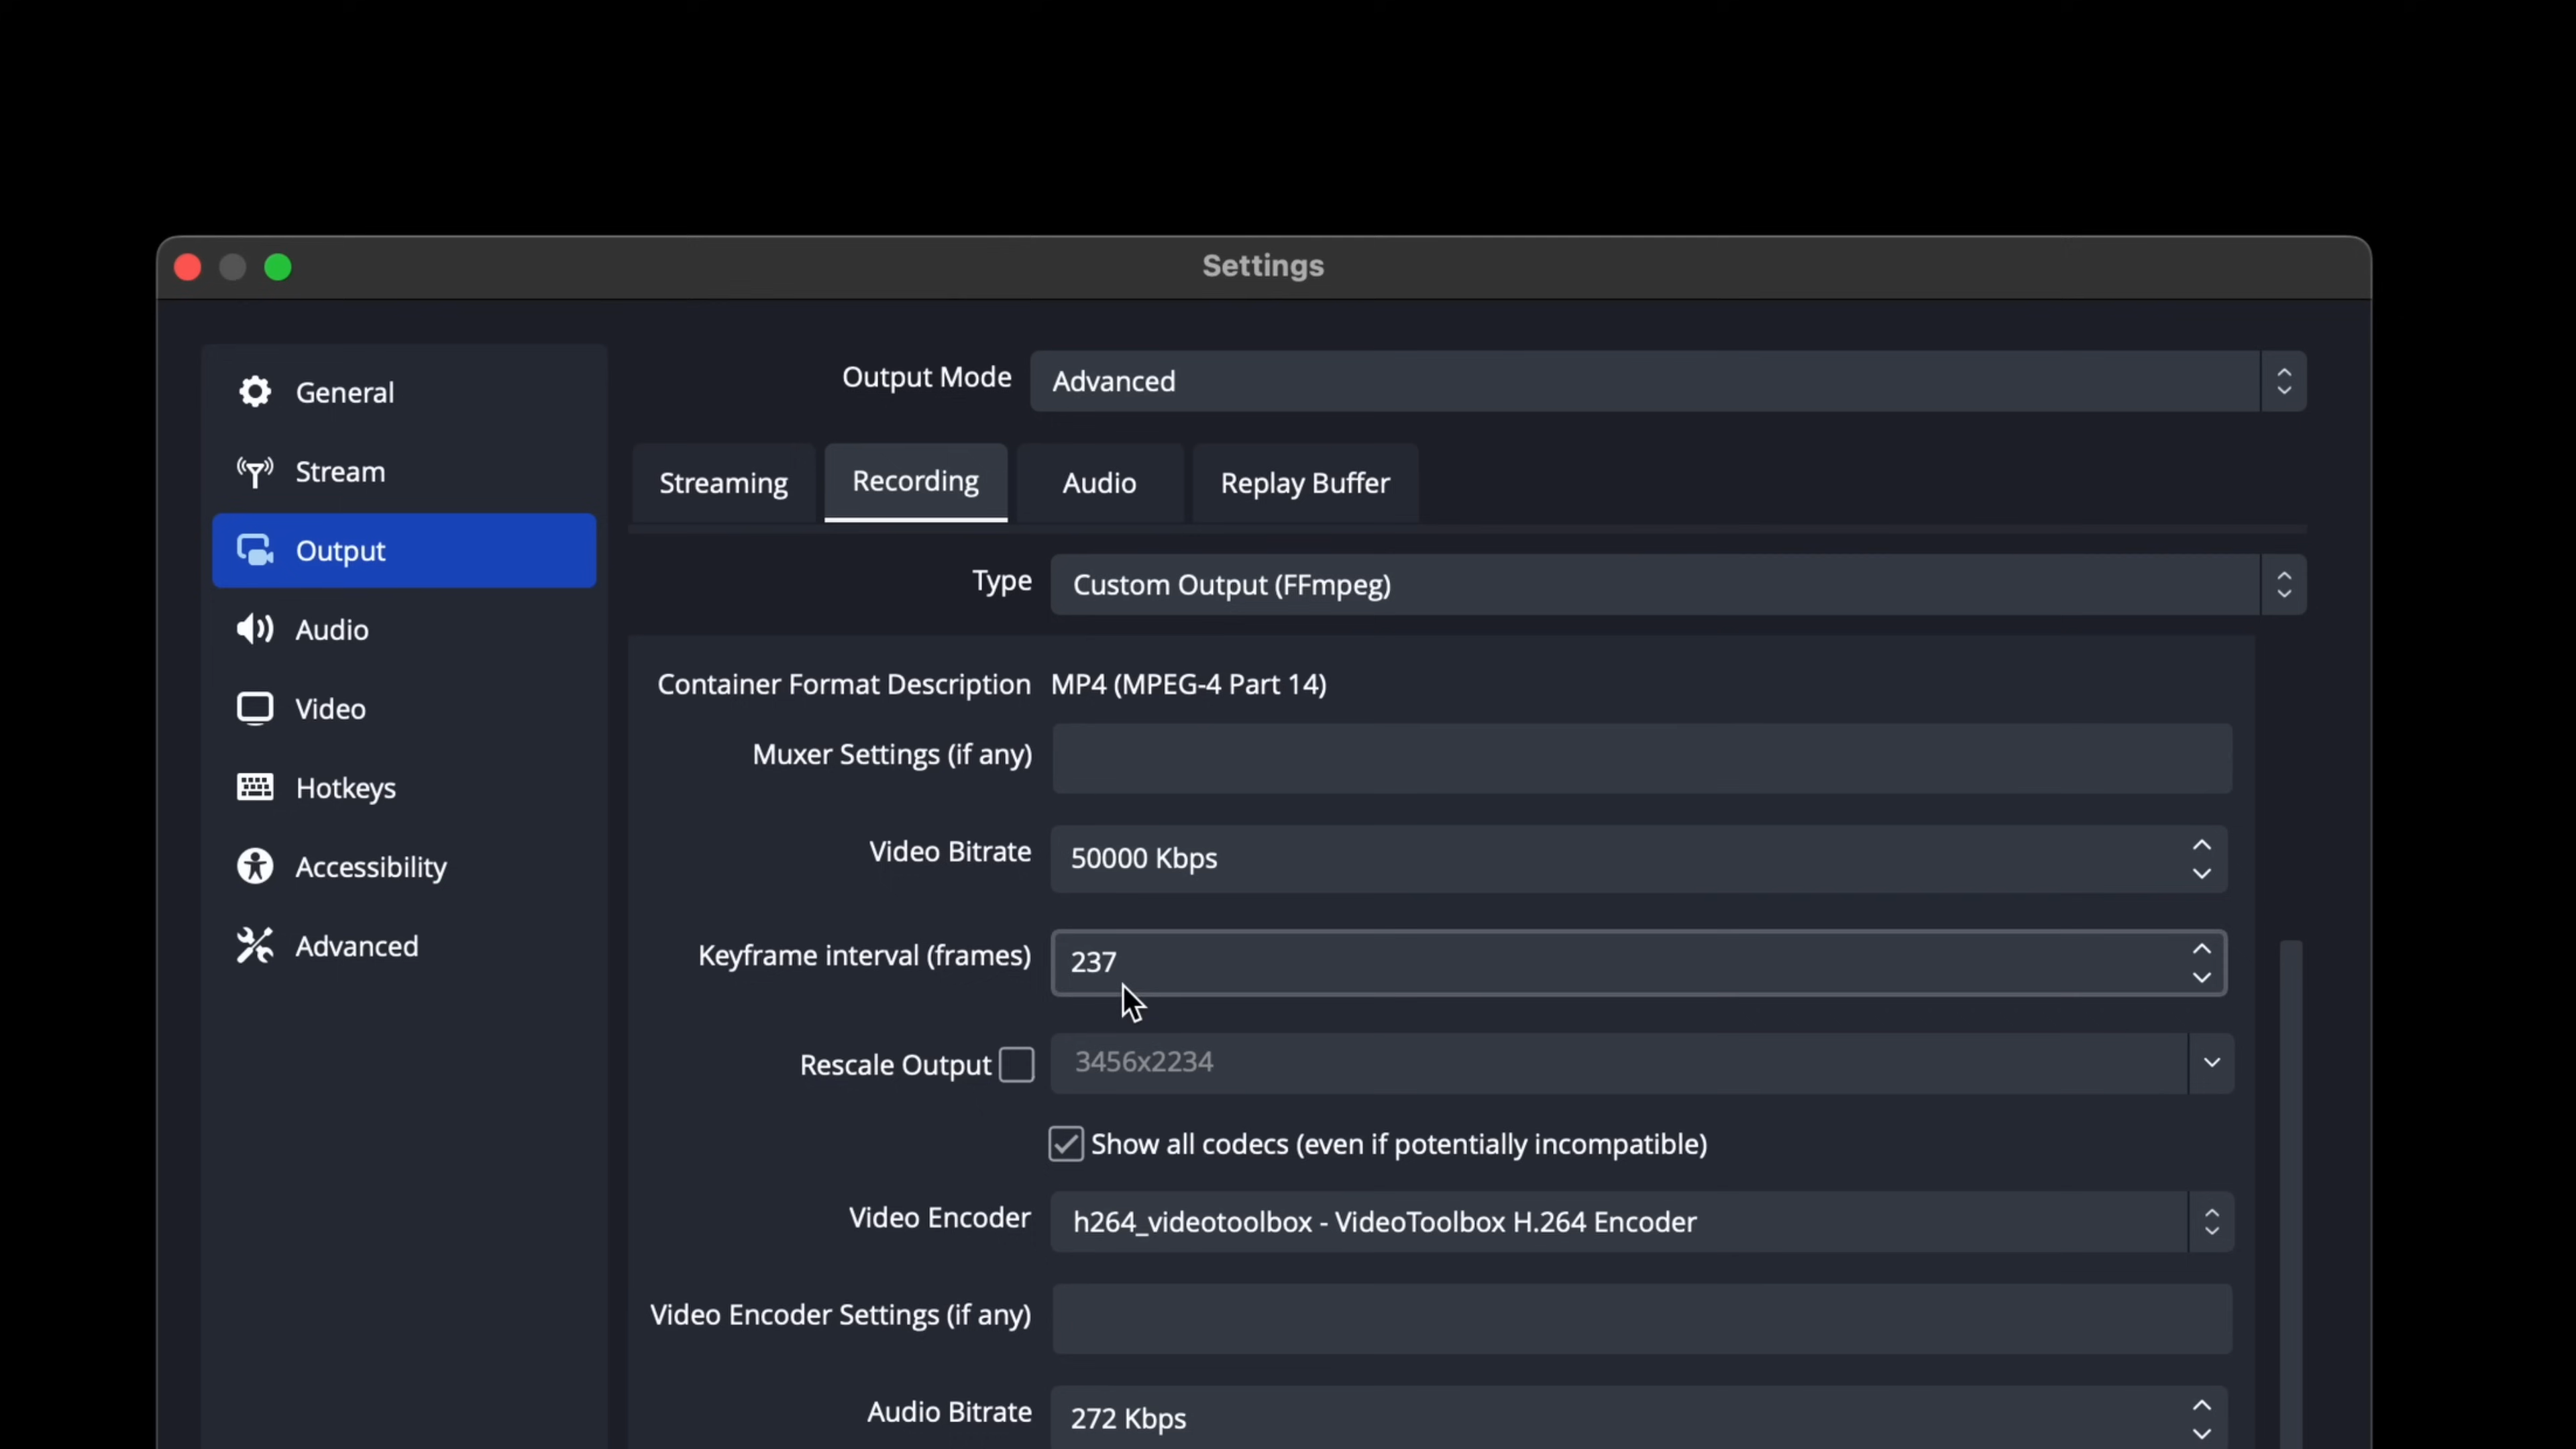 Settings
General
Stream
Output
Audio
Video
Hotkeys
Accessibility
Advanced
Output Mode Advanced
Streaming Recording Audio Replay Buffer
Type Custom Output (FFmpeg)
Container Format Description MP4 (MPEG-4 Part 14)
Muxer Settings (if any)
Video Bitrate 50000 Kbps
Keyframe interval (frames) 237
Rescale Output 3456x2234
Show all codecs (even if potentially incompatible)
Video Encoder h264_videotoolbox - VideoToolbox H.264 Encoder
Video Encoder Settings (if any)
Audio Bitrate 272 Kbps